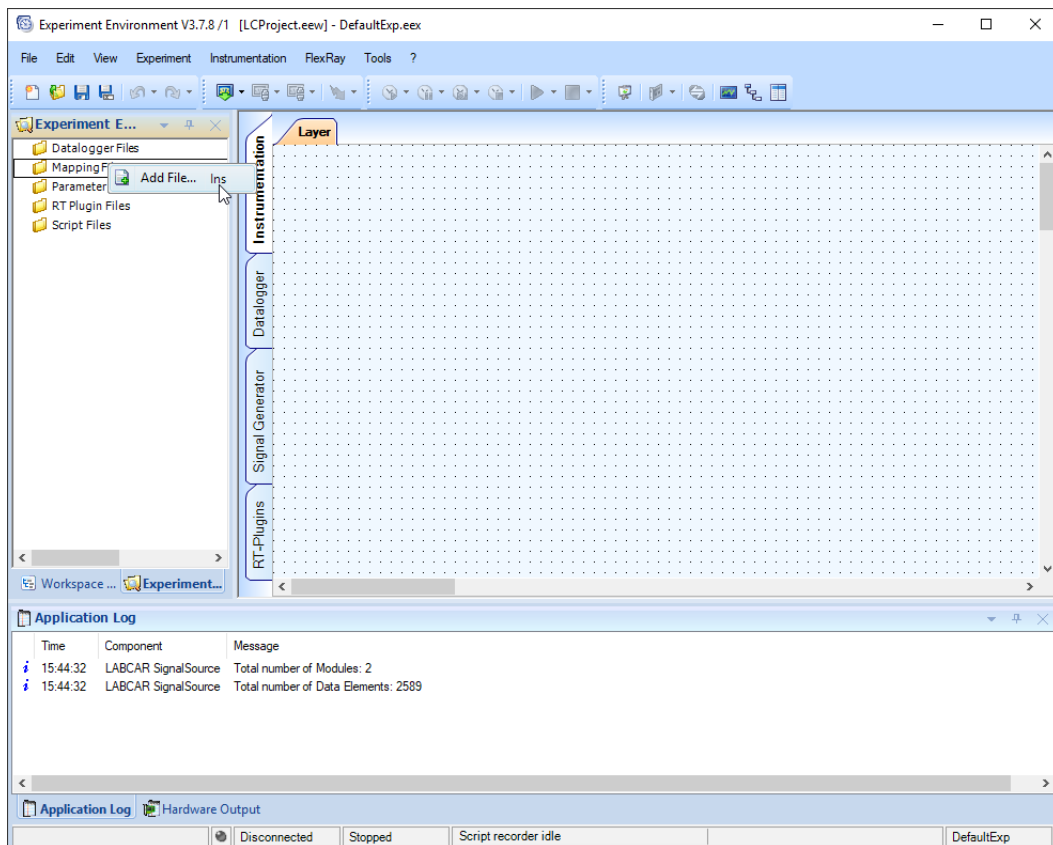 Experiment Environment V3.7.8 /1 [LCProject.eew] - DefaultExp.eex
File Edit View Experiment Instrumentation FlexRay Tools ?
Experiment E...
Datalogger Files
Mapping F
Add File... Ins
Parameter
RT Plugin Files
Script Files
Workspace ... Experiment...
Layer
Instrumentation
Datalogger
Signal Generator
RT-Plugins
Application Log
Time Component Message
15:44:32 LABCAR SignalSource Total number of Modules: 2
15:44:32 LABCAR SignalSource Total number of Data Elements: 2589
Application Log Hardware Output
Disconnected Stopped Script recorder idle DefaultExp